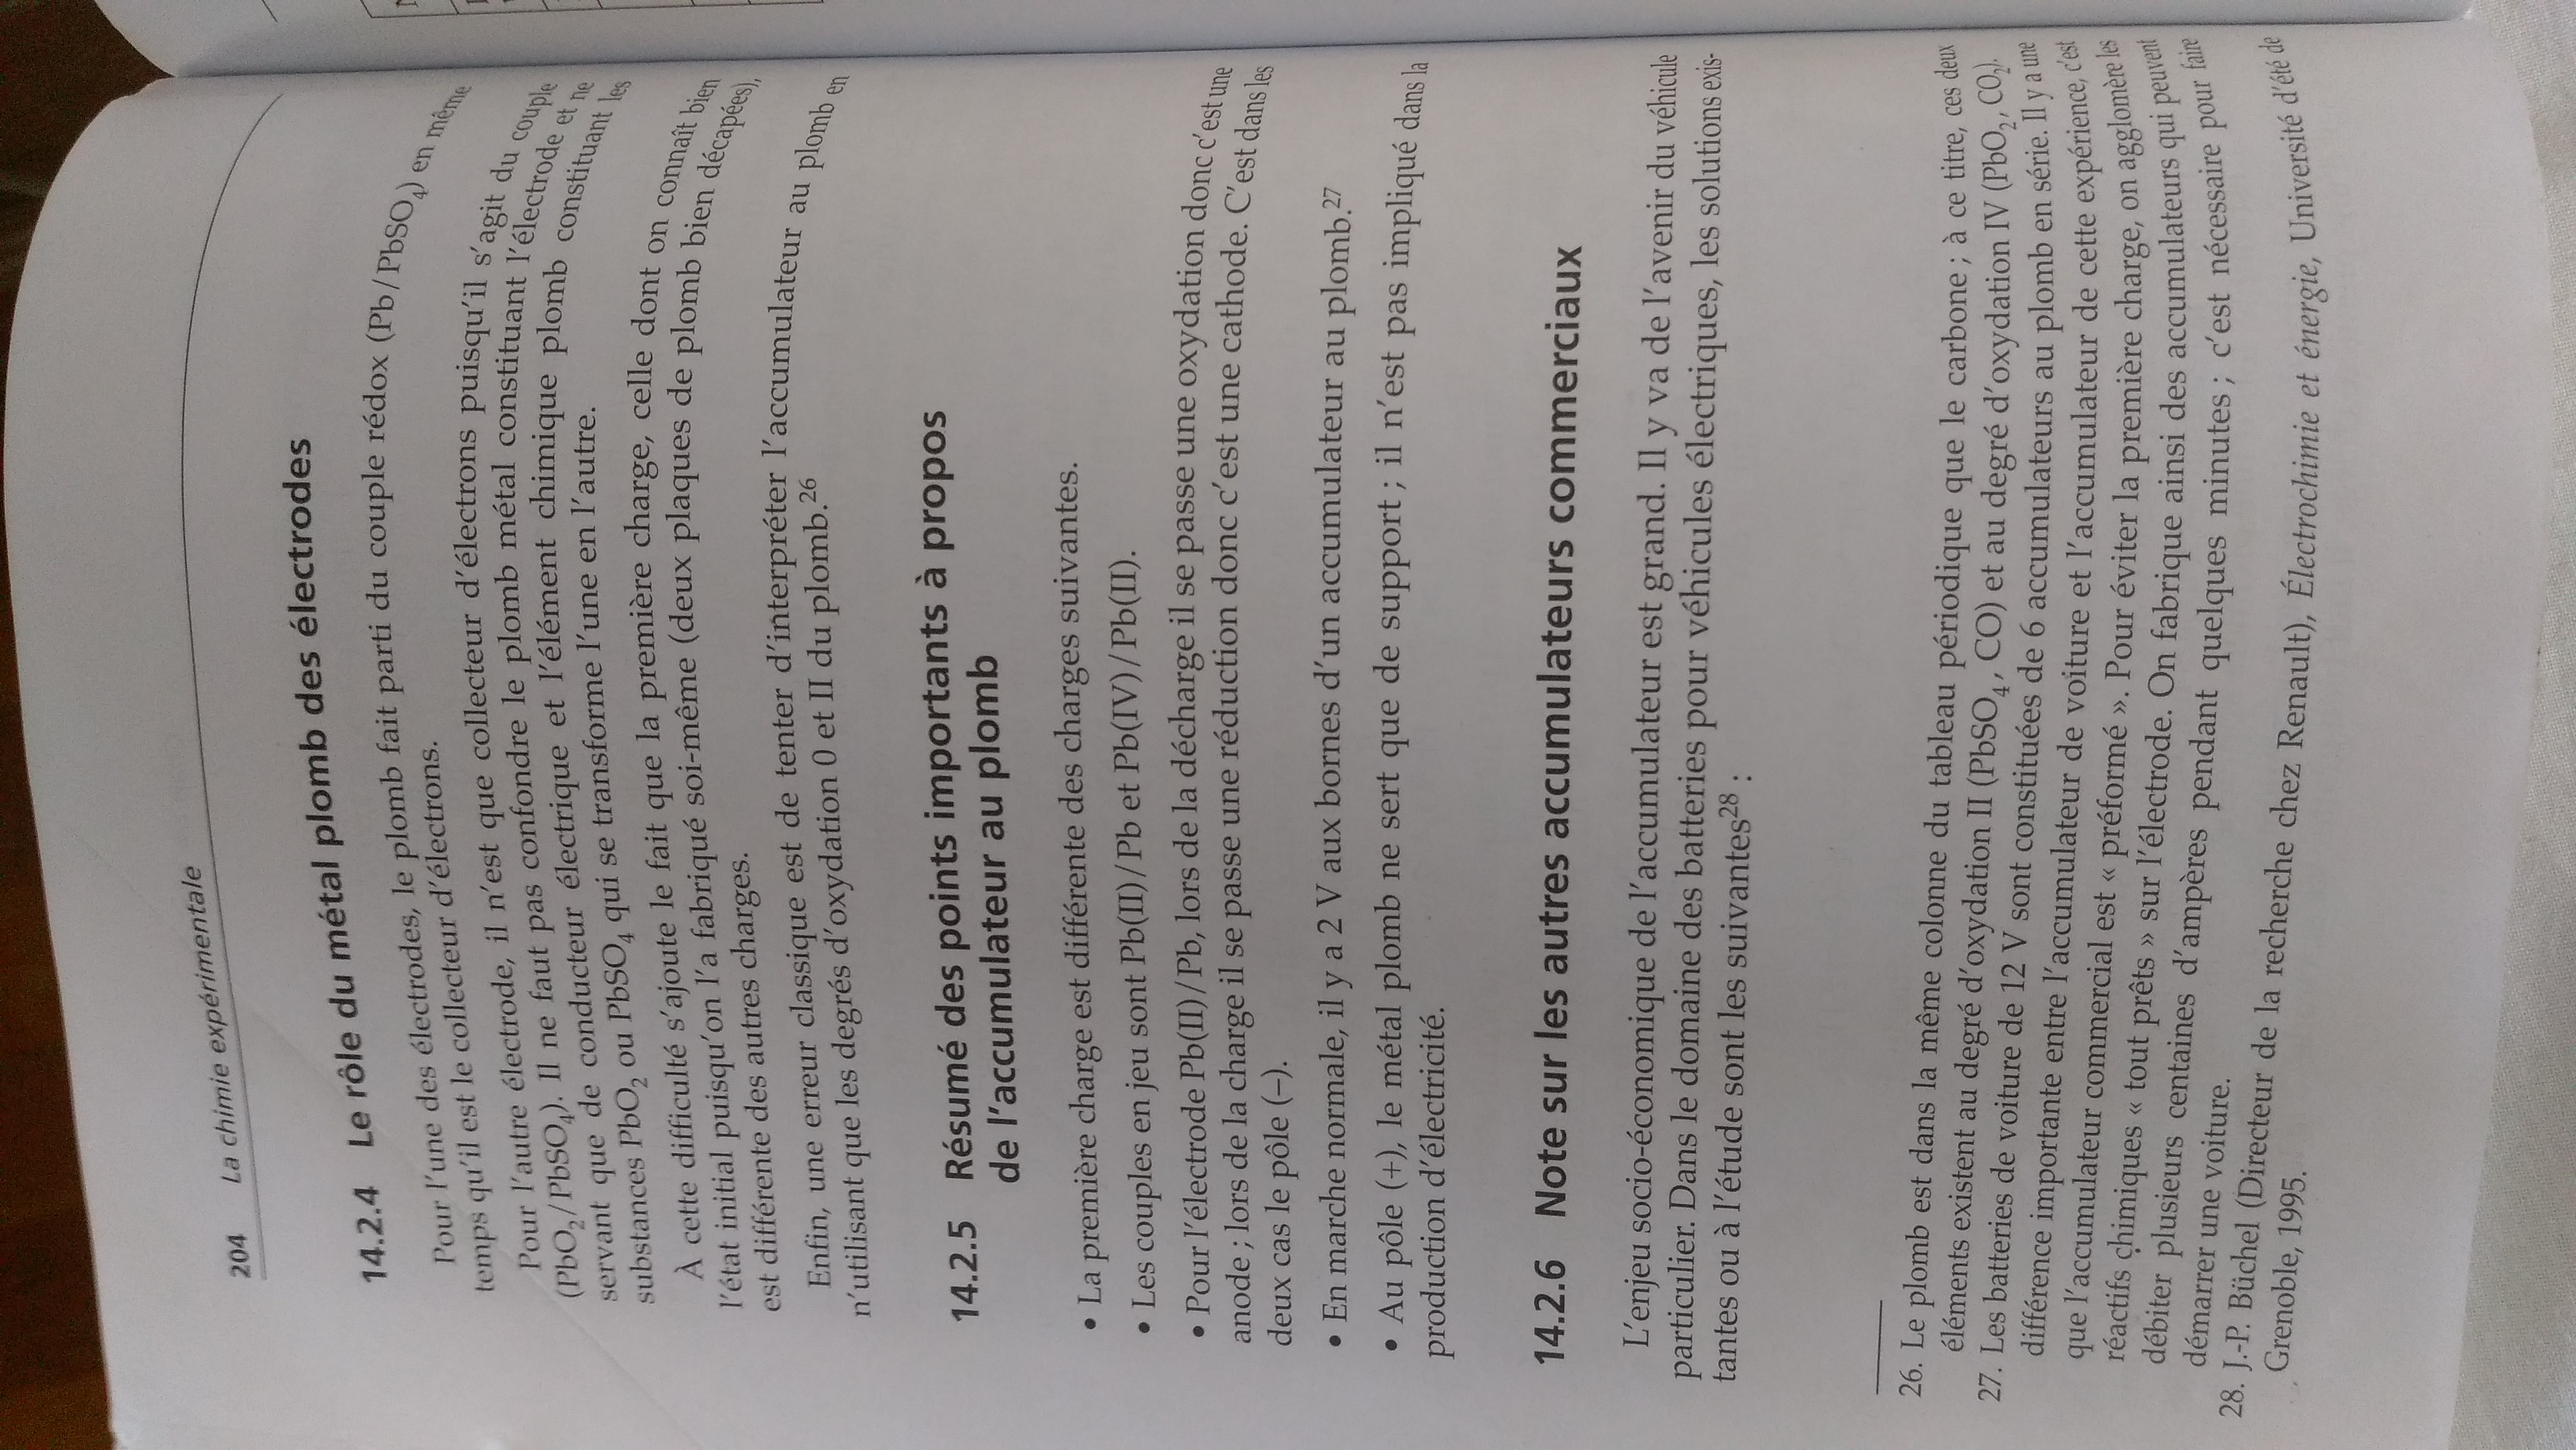 204 La chimie expérimentale
14.2.4 Le rôle du métal plomb des électrodes
Pour l'une des électrodes, le plomb fait parti du couple rédox (Pb/PbSO₄) en même
temps qu'il est le collecteur d'électrons.
Pour l'autre électrode, il n'est que collecteur d'électrons puisqu'il s'agit du couple
(PbO₂/PbSO₄). Il ne faut pas confondre le plomb métal constituant l'électrode et ne
servant que de conducteur électrique et l'élément chimique plomb constituant les
substances PbO₂ ou PbSO₄ qui se transforme l'une en l'autre.
À cette difficulté s'ajoute le fait que la première charge, celle dont on connaît bien
l'état initial puisqu'on l'a fabriqué soi-même (deux plaques de plomb bien décapées),
est différente des autres charges.
Enfin, une erreur classique est de tenter d'interpréter l'accumulateur au plomb en
n'utilisant que les degrés d'oxydation 0 et II du plomb.²⁶
14.2.5 Résumé des points importants à propos
de l'accumulateur au plomb
• La première charge est différente des charges suivantes.
• Les couples en jeu sont Pb(II)/Pb et Pb(IV)/Pb(II).
• Pour l'électrode Pb(II)/Pb, lors de la décharge il se passe une oxydation donc c'est une
anode ; lors de la charge il se passe une réduction donc c'est une cathode. C'est dans les
deux cas le pôle (–).
• En marche normale, il y a 2 V aux bornes d'un accumulateur au plomb.²⁷
• Au pôle (+), le métal plomb ne sert que de support ; il n'est pas impliqué dans la
production d'électricité.
14.2.6 Note sur les autres accumulateurs commerciaux
L'enjeu socio-économique de l'accumulateur est grand. Il y va de l'avenir du véhicule
particulier. Dans le domaine des batteries pour véhicules électriques, les solutions exis-
tantes ou à l'étude sont les suivantes²⁸ :
26. Le plomb est dans la même colonne du tableau périodique que le carbone ; à ce titre, ces deux
éléments existent au degré d'oxydation II (PbSO₄, CO) et au degré d'oxydation IV (PbO₂, CO₂).
27. Les batteries de voiture de 12 V sont constituées de 6 accumulateurs au plomb en série. Il y a une
différence importante entre l'accumulateur de voiture et l'accumulateur de cette expérience, c'est
que l'accumulateur commercial est « préformé ». Pour éviter la première charge, on agglomère les
réactifs chimiques « tout prêts » sur l'électrode. On fabrique ainsi des accumulateurs qui peuvent
débiter plusieurs centaines d'ampères pendant quelques minutes ; c'est nécessaire pour faire
démarrer une voiture.
28. J.-P. Büchel (Directeur de la recherche chez Renault), Électrochimie et énergie, Université d'été de
Grenoble, 1995.